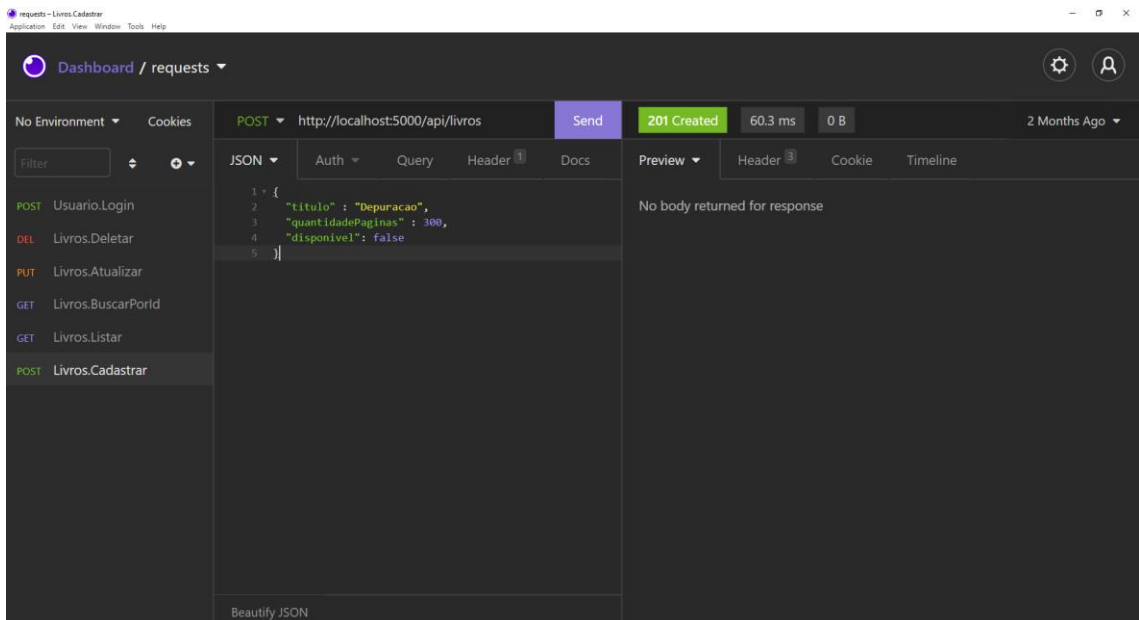 requests – Livros.Cadastrar
Application Edit View Window Tools Help
Dashboard / requests
No Environment Cookies
POST http://localhost:5000/api/livros Send
201 Created 60.3 ms 0 B 2 Months Ago
Filter
JSON Auth Query Header 1 Docs
Preview Header 3 Cookie Timeline
POST Usuario.Login
DEL Livros.Deletar
PUT Livros.Atualizar
GET Livros.BuscarPorId
GET Livros.Listar
POST Livros.Cadastrar
1 {
2 "titulo" : "Depuracao",
3 "quantidadePaginas" : 300,
4 "disponivel": false
5 }
No body returned for response
Beautify JSON